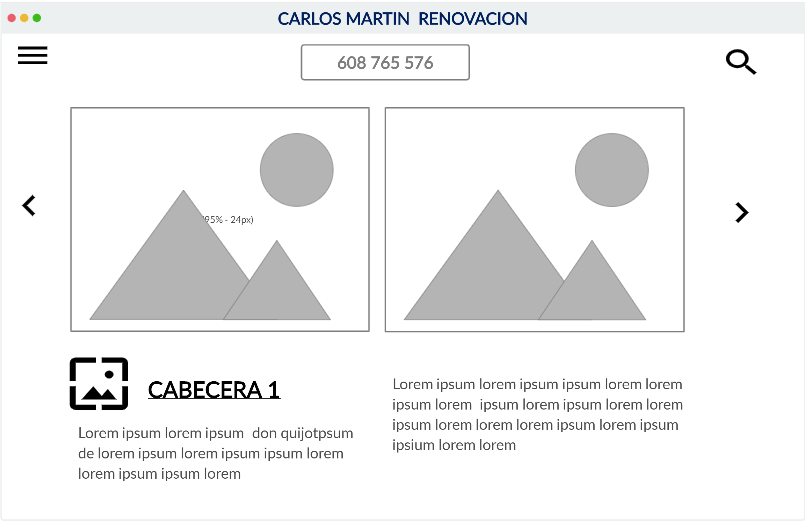 CARLOS MARTIN  RENOVACION
608 765 576
(95% - 24px)
CABECERA 1
Lorem ipsum lorem ipsum  don quijotpsum
de lorem ipsum lorem ipsum ipsum lorem
lorem ipsum ipsum lorem
Lorem ipsum lorem ipsum ipsum lorem lorem
ipsum lorem  ipsum lorem ipsum lorem lorem
ipsum lorem lorem lorem ipsum lorem ipsum
ipsium lorem lorem